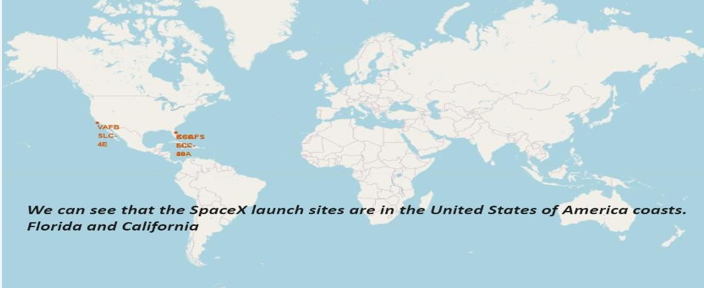 VAFB
SLC-
4E
We can see that the SpaceX launch sites are in the United States of America coasts.
Florida and California